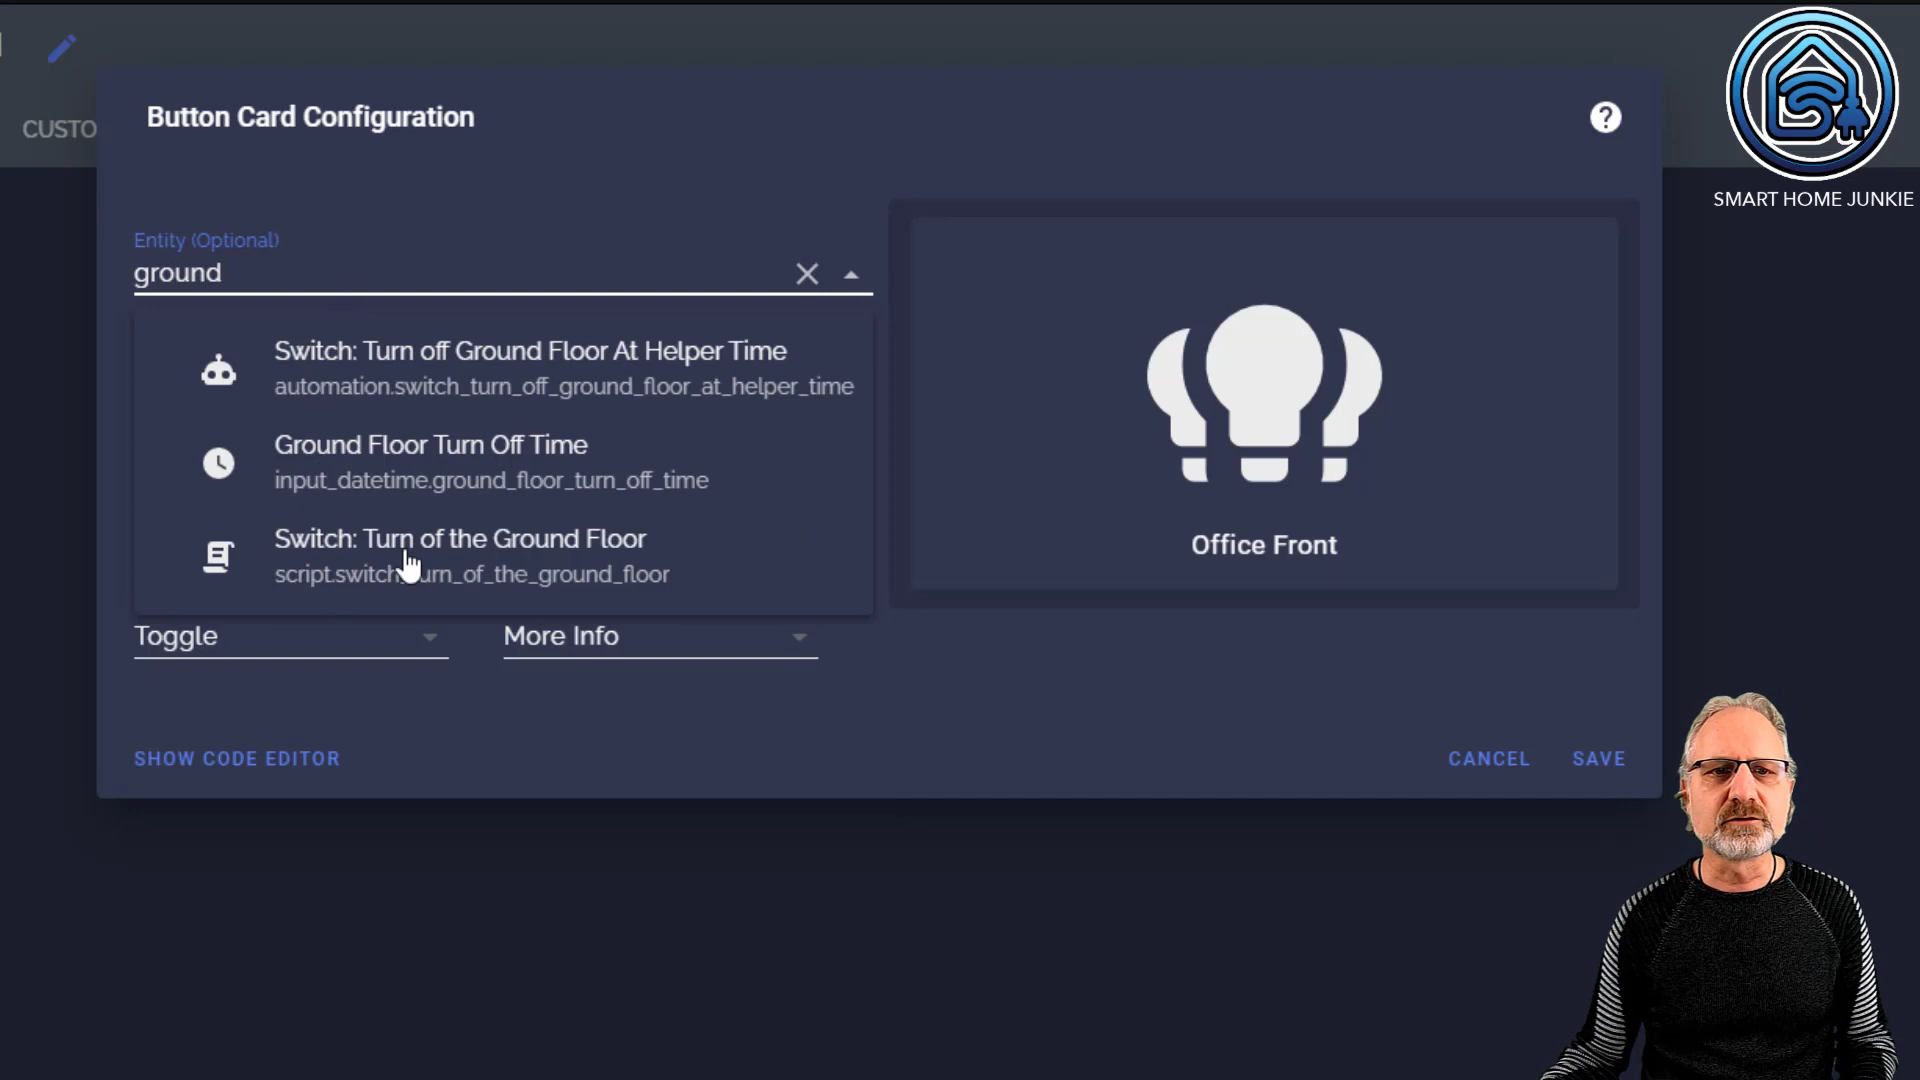 CUSTO
Button Card Configuration
?
SMART HOME JUNKIE
Entity (Optional)
ground
Switch: Turn off Ground Floor At Helper Time
automation.switch_turn_off_ground_floor_at_helper_time
Ground Floor Turn Off Time
input_datetime.ground_floor_turn_off_time
Switch: Turn of the Ground Floor
script.switch_turn_of_the_ground_floor
Office Front
Toggle
More Info
SHOW CODE EDITOR
CANCEL
SAVE